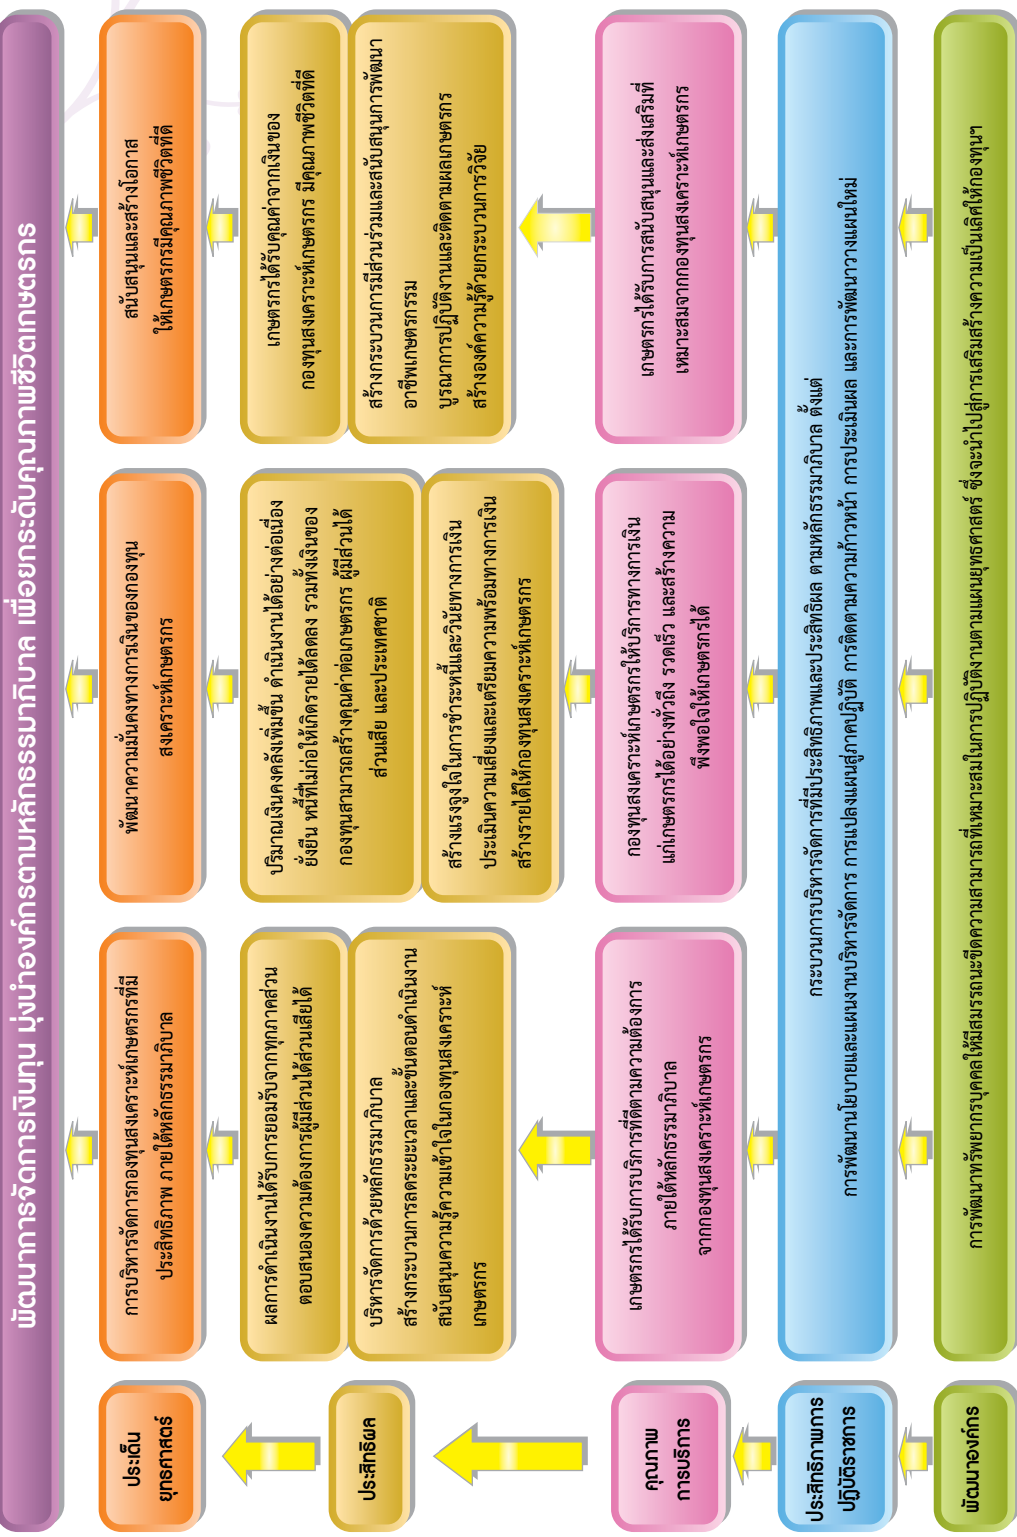 พัฒนาการจัดการเงินทุน มุ่งนำองค์กรตามหลักธรรมาภิบาล เพื่อยกระดับคุณภาพชีวิตเกษตรกร
ประเด็น
ยุทธศาสตร์
การบริหารจัดการกองทุนสงเคราะห์เกษตรกรที่มี
ประสิทธิภาพ ภายใต้หลักธรรมาภิบาล
พัฒนาความมั่นคงทางการเงินของกองทุน
สงเคราะห์เกษตรกร
สนับสนุนและสร้างโอกาส
ให้เกษตรกรมีคุณภาพชีวิตที่ดี
ประสิทธิผล
ผลการดำเนินงานได้รับการยอมรับจากทุกภาคส่วน
ตอบสนองความต้องการผู้มีส่วนได้ส่วนเสียได้
บริหารจัดการด้วยหลักธรรมาภิบาล
สร้างกระบวนการลดระยะเวลาและขั้นตอนดำเนินงาน
สนับสนุนความรู้ความเข้าใจในกองทุนสงเคราะห์
เกษตรกร
ปริมาณเงินคงคลังเพิ่มขึ้น ดำเนินงานได้อย่างต่อเนื่อง
ยั่งยืน หนี้ที่ไม่ก่อให้เกิดรายได้ลดลง รวมทั้งเงินของ
กองทุนสามารถสร้างคุณค่าต่อเกษตรกร ผู้มีส่วนได้
ส่วนเสีย และประเทศชาติ
สร้างแรงจูงใจในการชำระหนี้และวินัยทางการเงิน
ประเมินความเสี่ยงและเตรียมความพร้อมทางการเงิน
สร้างรายได้ให้กองทุนสงเคราะห์เกษตรกร
เกษตรกรได้รับคุณค่าจากเงินของ
กองทุนสงเคราะห์เกษตรกร มีคุณภาพชีวิตที่ดี
สร้างกระบวนการมีส่วนร่วมและสนับสนุนการพัฒนา
อาชีพเกษตรกรรม
บูรณาการปฏิบัติงานและติดตามผลเกษตรกร
สร้างองค์ความรู้ด้วยกระบวนการวิจัย
คุณภาพ
การบริการ
เกษตรกรได้รับการบริการที่ดีตามความต้องการ
ภายใต้หลักธรรมาภิบาล
จากกองทุนสงเคราะห์เกษตรกร
กองทุนสงเคราะห์เกษตรกรให้บริการทางการเงิน
แก่เกษตรกรได้อย่างทั่วถึง รวดเร็ว และสร้างความ
พึงพอใจให้เกษตรกรได้
เกษตรกรได้รับการสนับสนุนและส่งเสริมที่
เหมาะสมจากกองทุนสงเคราะห์เกษตรกร
ประสิทธิภาพการ
ปฏิบัติราชการ
กระบวนการบริหารจัดการที่มีประสิทธิภาพและประสิทธิผล ตามหลักธรรมาภิบาล ตั้งแต่
การพัฒนานโยบายและแผนงานบริหารจัดการ การแปลงแผนสู่ภาคปฏิบัติ การติดตามความก้าวหน้า การประเมินผล และการพัฒนาวางแผนใหม่
พัฒนาองค์กร
การพัฒนาทรัพยากรบุคคลให้มีสมรรถนะขีดความสามารถที่เหมาะสมในการปฏิบัติงานตามแผนยุทธศาสตร์ ซึ่งจะนำไปสู่การเสริมสร้างความเป็นเลิศให้กองทุนฯ